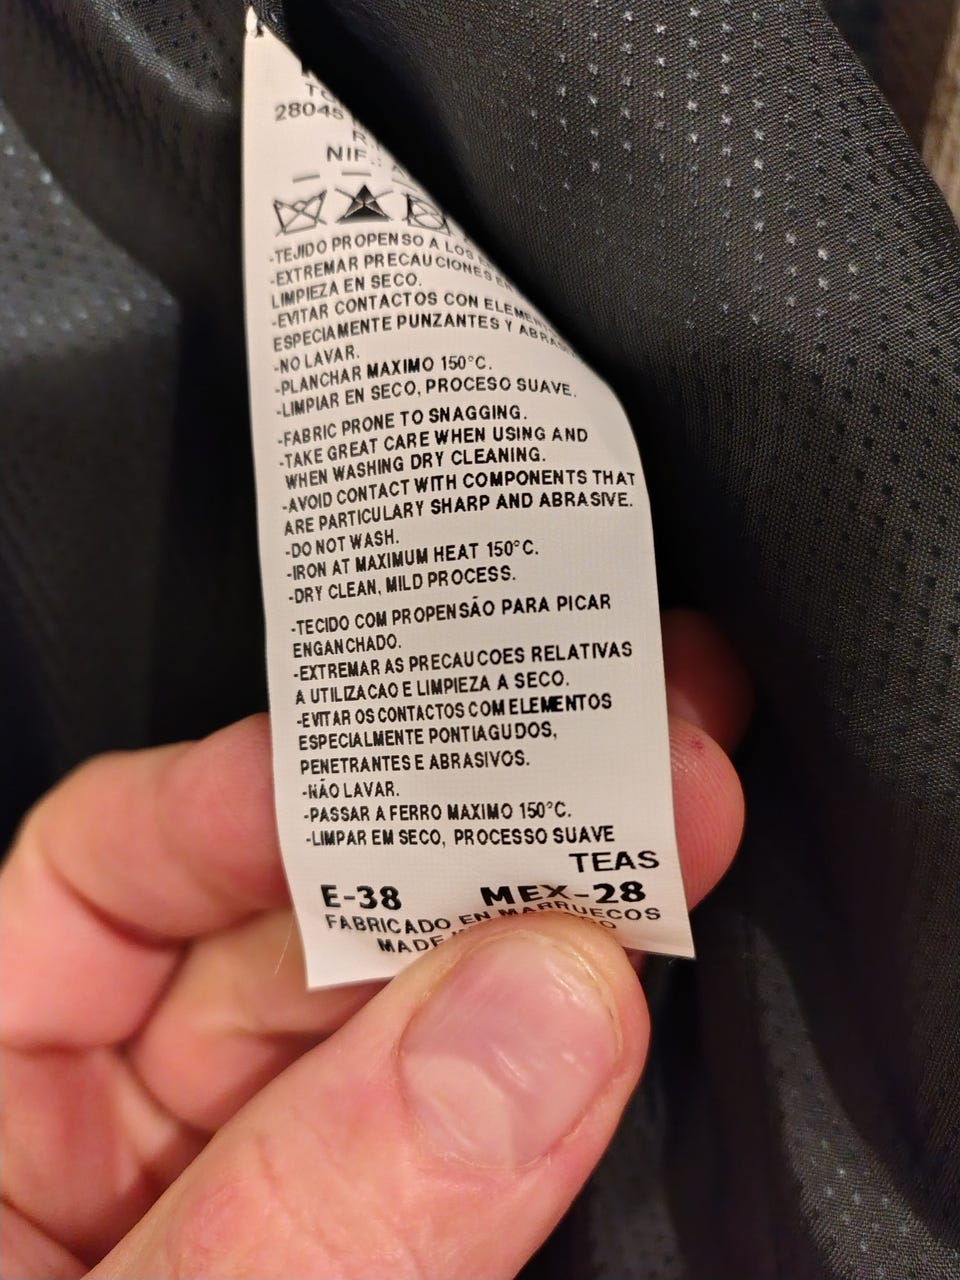 28045
NIF.:
-TEJIDO PROPENSO A LOS
-EXTREMAR PRECAUCIONES EN
LIMPIEZA EN SECO.
-EVITAR CONTACTOS CON
ESPECIALMENTE PUNZANTES Y
-NO LAVAR.
-PLANCHAR MAXIMO 150°C.
-LIMPIAR EN SECO, PROCESO SUAVE.
-FABRIC PRONE TO SNAGGING.
-TAKE GREAT CARE WHEN USING AND
WHEN WASHING DRY CLEANING.
-AVOID CONTACT WITH COMPONENTS THAT
ARE PARTICULARY SHARP AND ABRASIVE.
-DO NOT WASH.
-IRON AT MAXIMUM HEAT 150°C.
-DRY CLEAN, MILD PROCESS.
-TECIDO COM PROPENSÃO PARA PICAR
ENGANCHADO.
-EXTREMAR AS PRECAUCOES RELATIVAS
A UTILIZACAO E LIMPIEZA A SECO.
-EVITAR OS CONTACTOS COM ELEMENTOS
ESPECIALMENTE PONTIAGUDOS,
PENETRANTES E ABRASIVOS.
-NÃO LAVAR.
-PASSAR A FERRO MAXIMO 150°C.
-LIMPAR EM SECO, PROCESSO SUAVE
TEAS
E-38 MEX-28
FABRICADO EN MARRUECOS
MADE